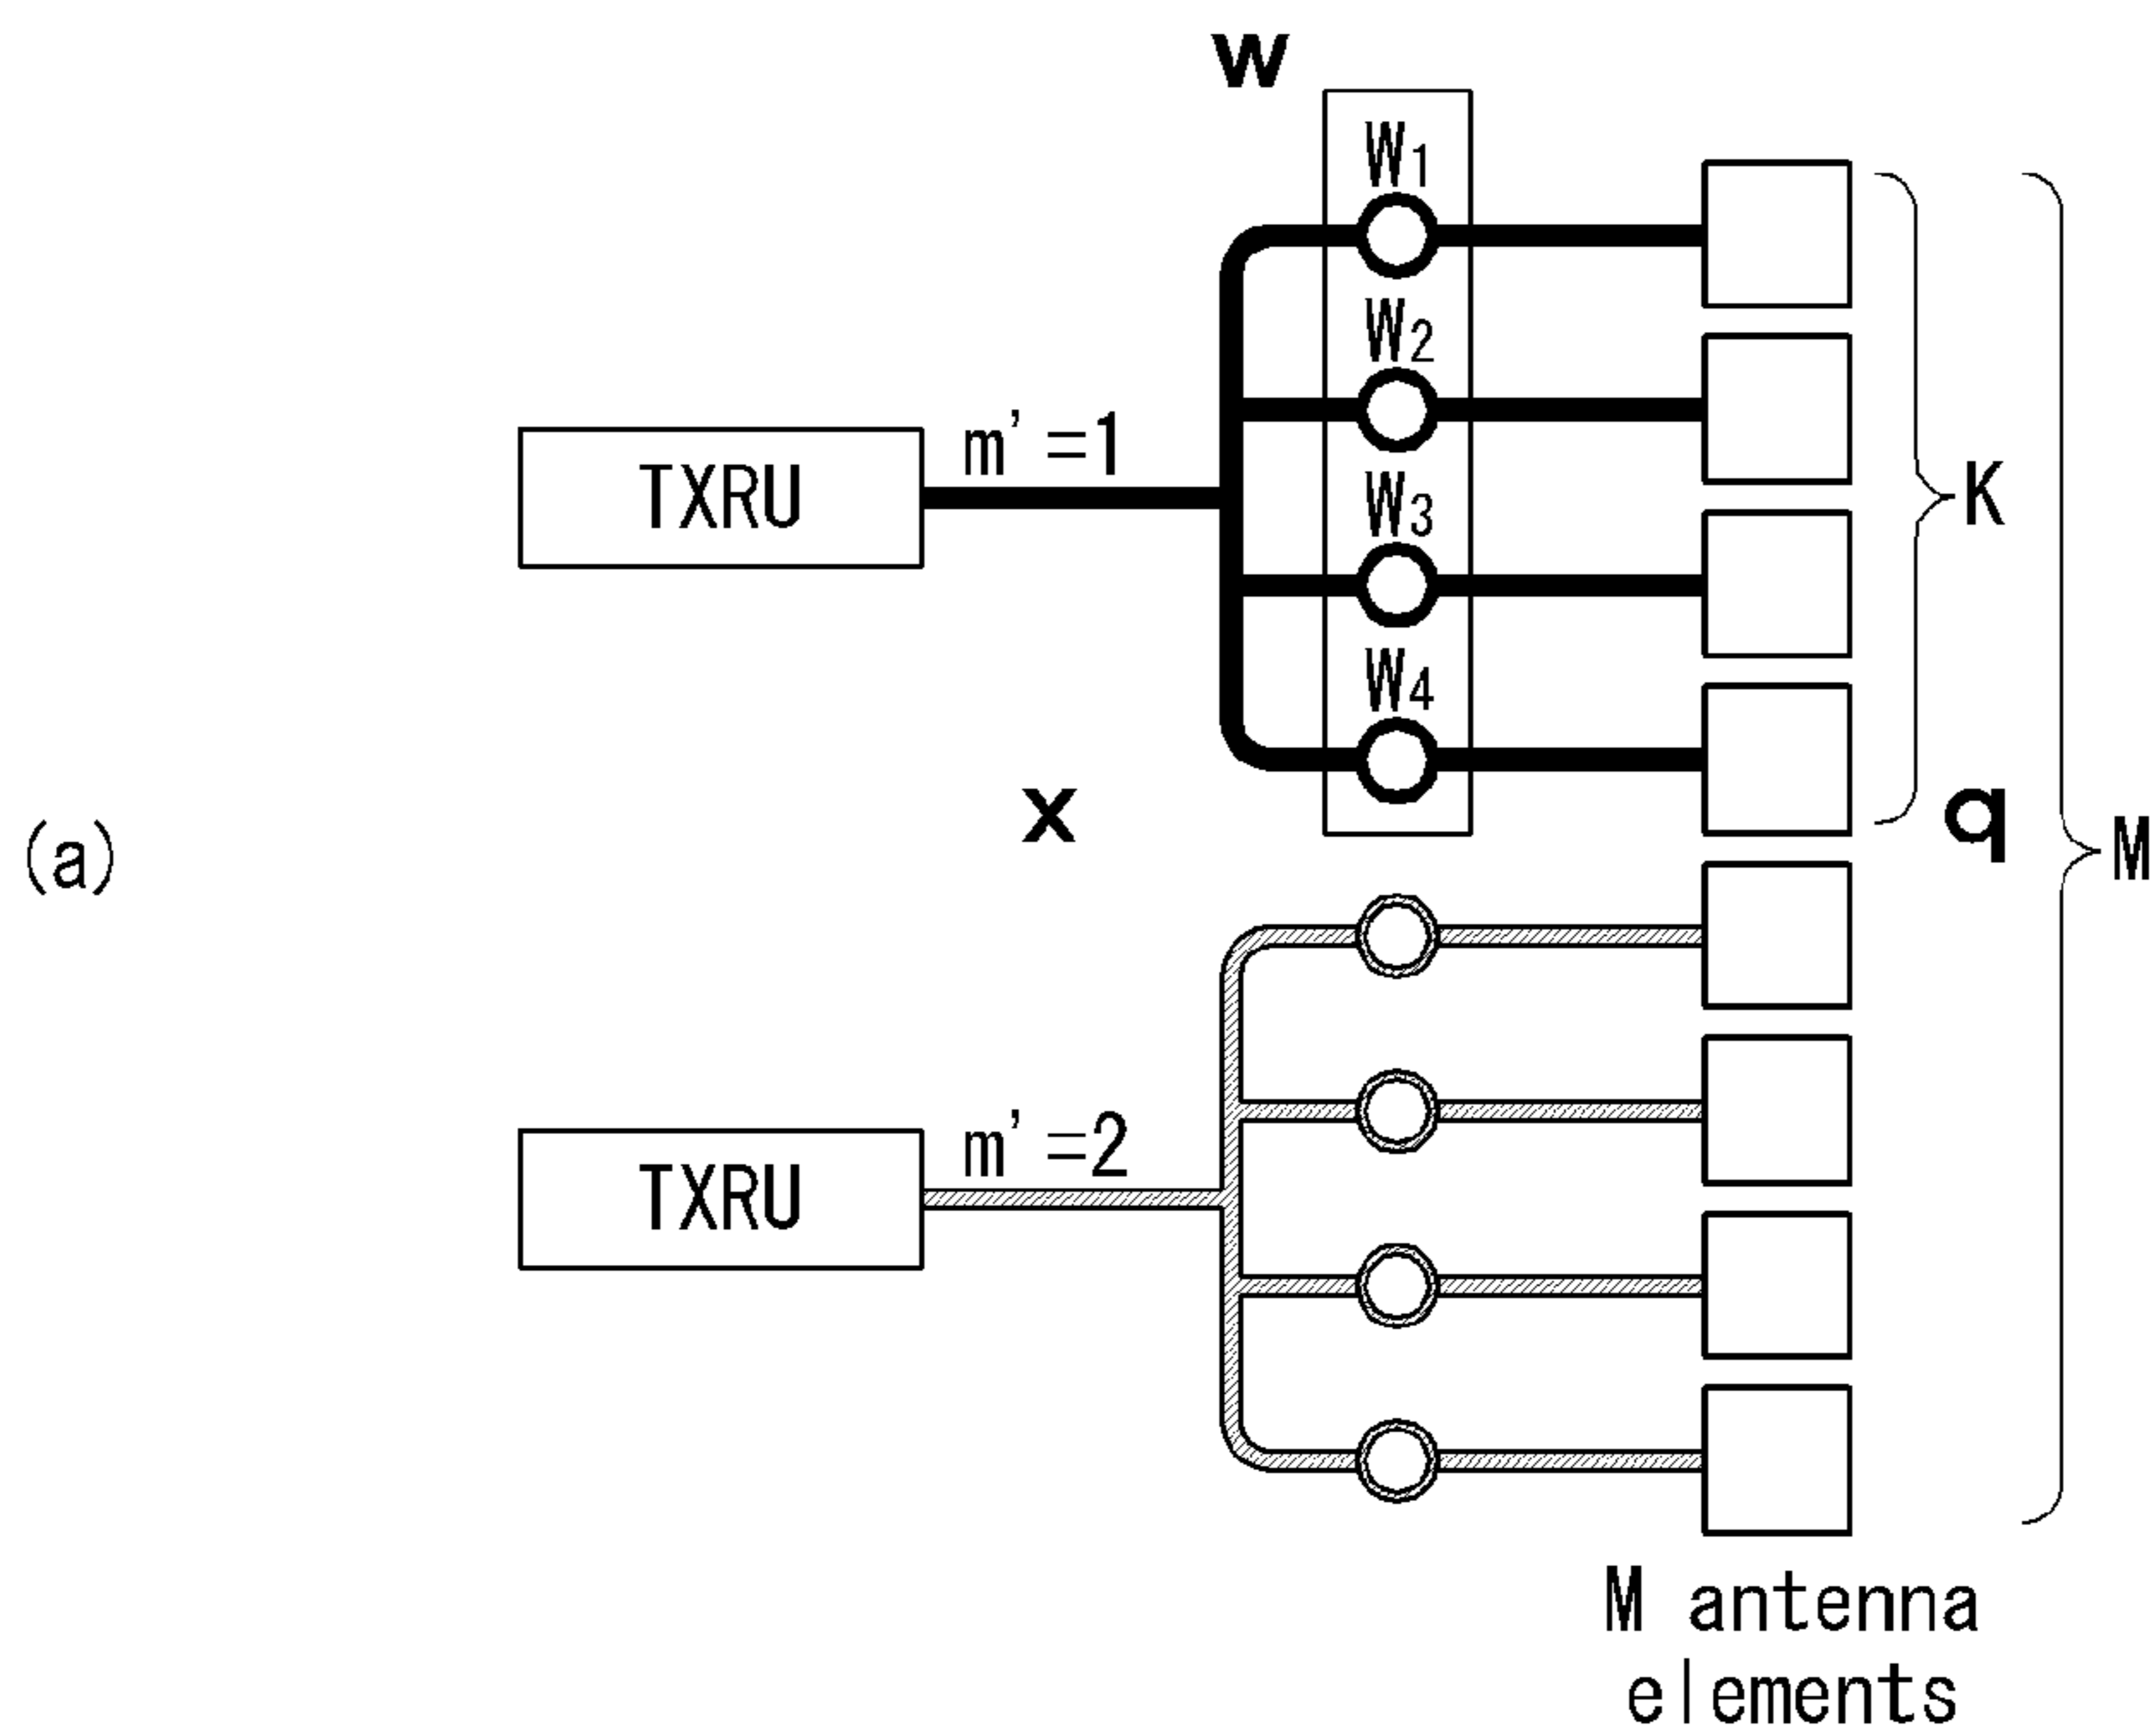 w
W1
W2
m'=1
TXRU
W3
K
W4
x
q
(a)
M
m'=2
TXRU
M antenna
elements